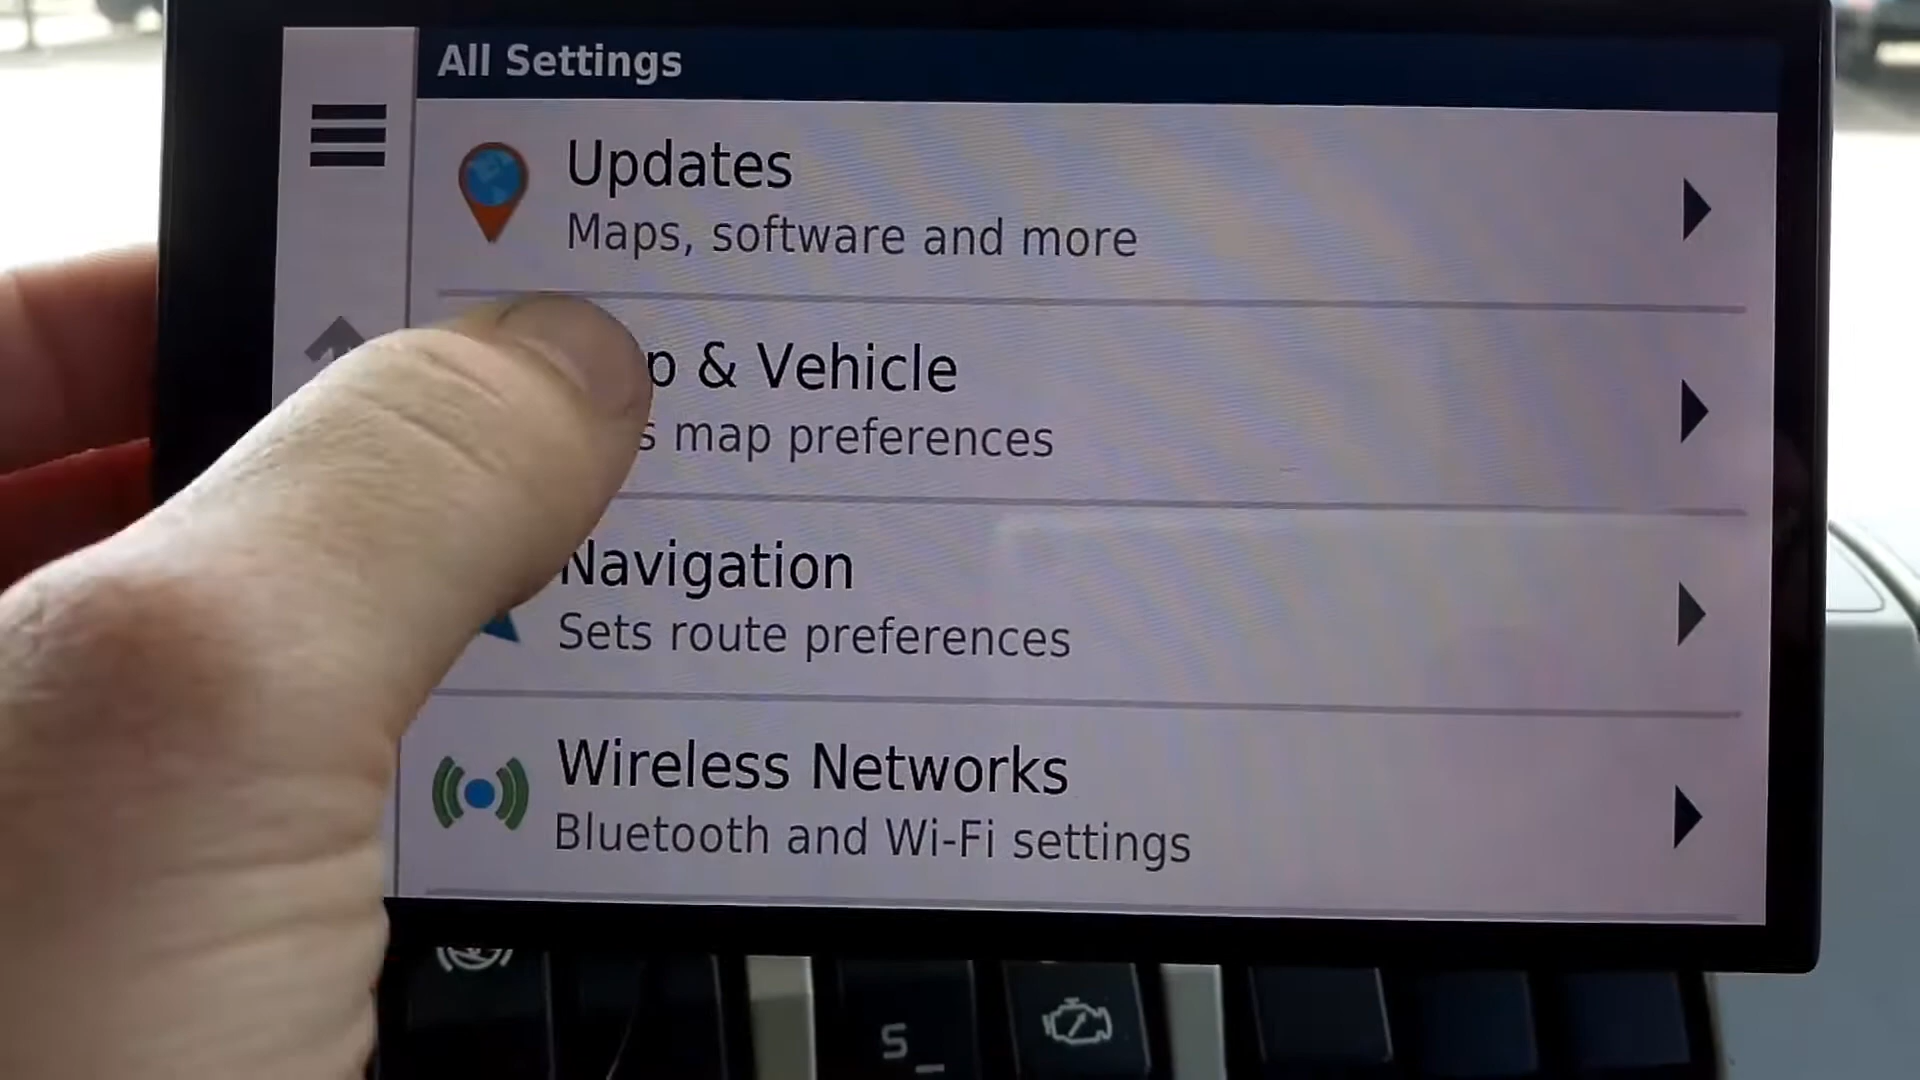 All Settings
Updates
Maps, software and more
& Vehicle
map preferences
Navigation
Sets route preferences
Wireless Networks
Bluetooth and Wi-Fi settings
S_